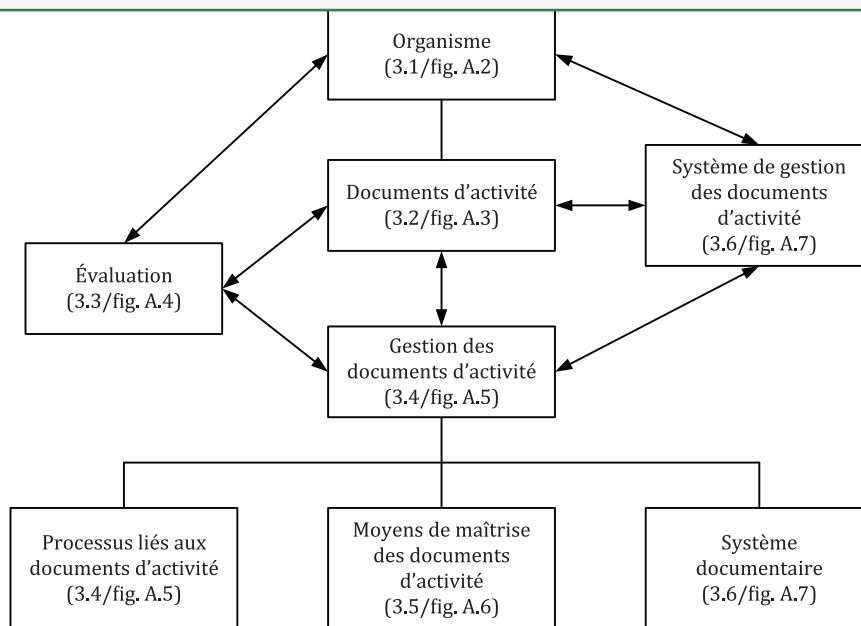 Organisme
(3.1/fig. A.2)
Documents d’activité
(3.2/fig. A.3)
Système de gestion
des documents
d’activité
(3.6/fig. A.7)
Évaluation
(3.3/fig. A.4)
Gestion des
documents d’activité
(3.4/fig. A.5)
Processus liés aux
documents d’activité
(3.4/fig. A.5)
Moyens de maîtrise
des documents
d’activité
(3.5/fig. A.6)
Système
documentaire
(3.6/fig. A.7)